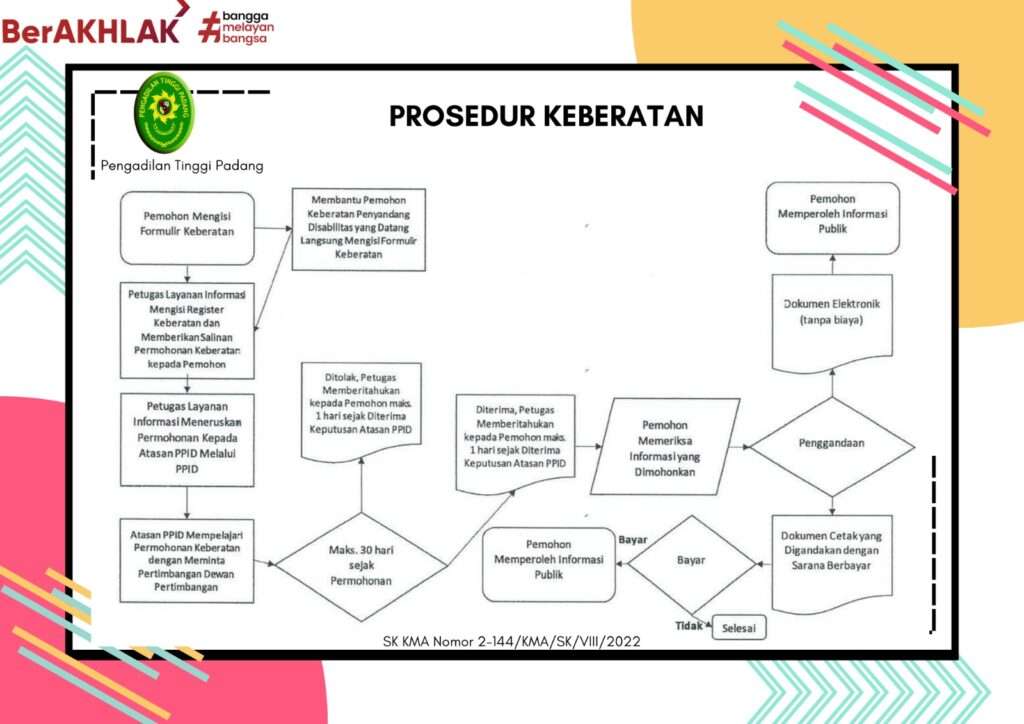 BerAKHLAK
#bangga
melayani
bangsa
PENGADILAN TINGGI PADANG
Pengadilan Tinggi Padang
PROSEDUR KEBERATAN
Pemohon Mengisi
Formulir Keberatan
Membantu Pemohon
Keberatan Penyandang
Disabilitas yang Datang
Langsung Mengisi Formulir
Keberatan
Petugas Layanan Informasi
Mengisi Register
Keberatan dan
Memberikan Salinan
Permohonan Keberatan
kepada Pemohon
Petugas Layanan
Informasi Meneruskan
Permohonan Kepada
Atasan PPID Melalui
PPID
Atasan PPID Mempelajari
Permohonan Keberatan
dengan Meminta
Pertimbangan Dewan
Pertimbangan
Maks. 30 hari
sejak
Permohonan
Ditolak, Petugas
Memberitahukan
kepada Pemohon maks.
1 hari sejak Diterima
Keputusan Atasan PPID
Diterima, Petugas
Memberitahukan
kepada Pemohon maks.
1 hari sejak Diterima
Keputusan Atasan PPID
Pemohon
Memeriksa
Informasi yang
Dimohonkan
Penggandaan
Dokumen Elektronik
(tanpa biaya)
Pemohon
Memperoleh Informasi
Publik
Dokumen Cetak yang
Digandakan dengan
Sarana Berbayar
Bayar
Bayar
Pemohon
Memperoleh Informasi
Publik
Tidak
Selesai
SK KMA Nomor 2-144/KMA/SK/VIII/2022